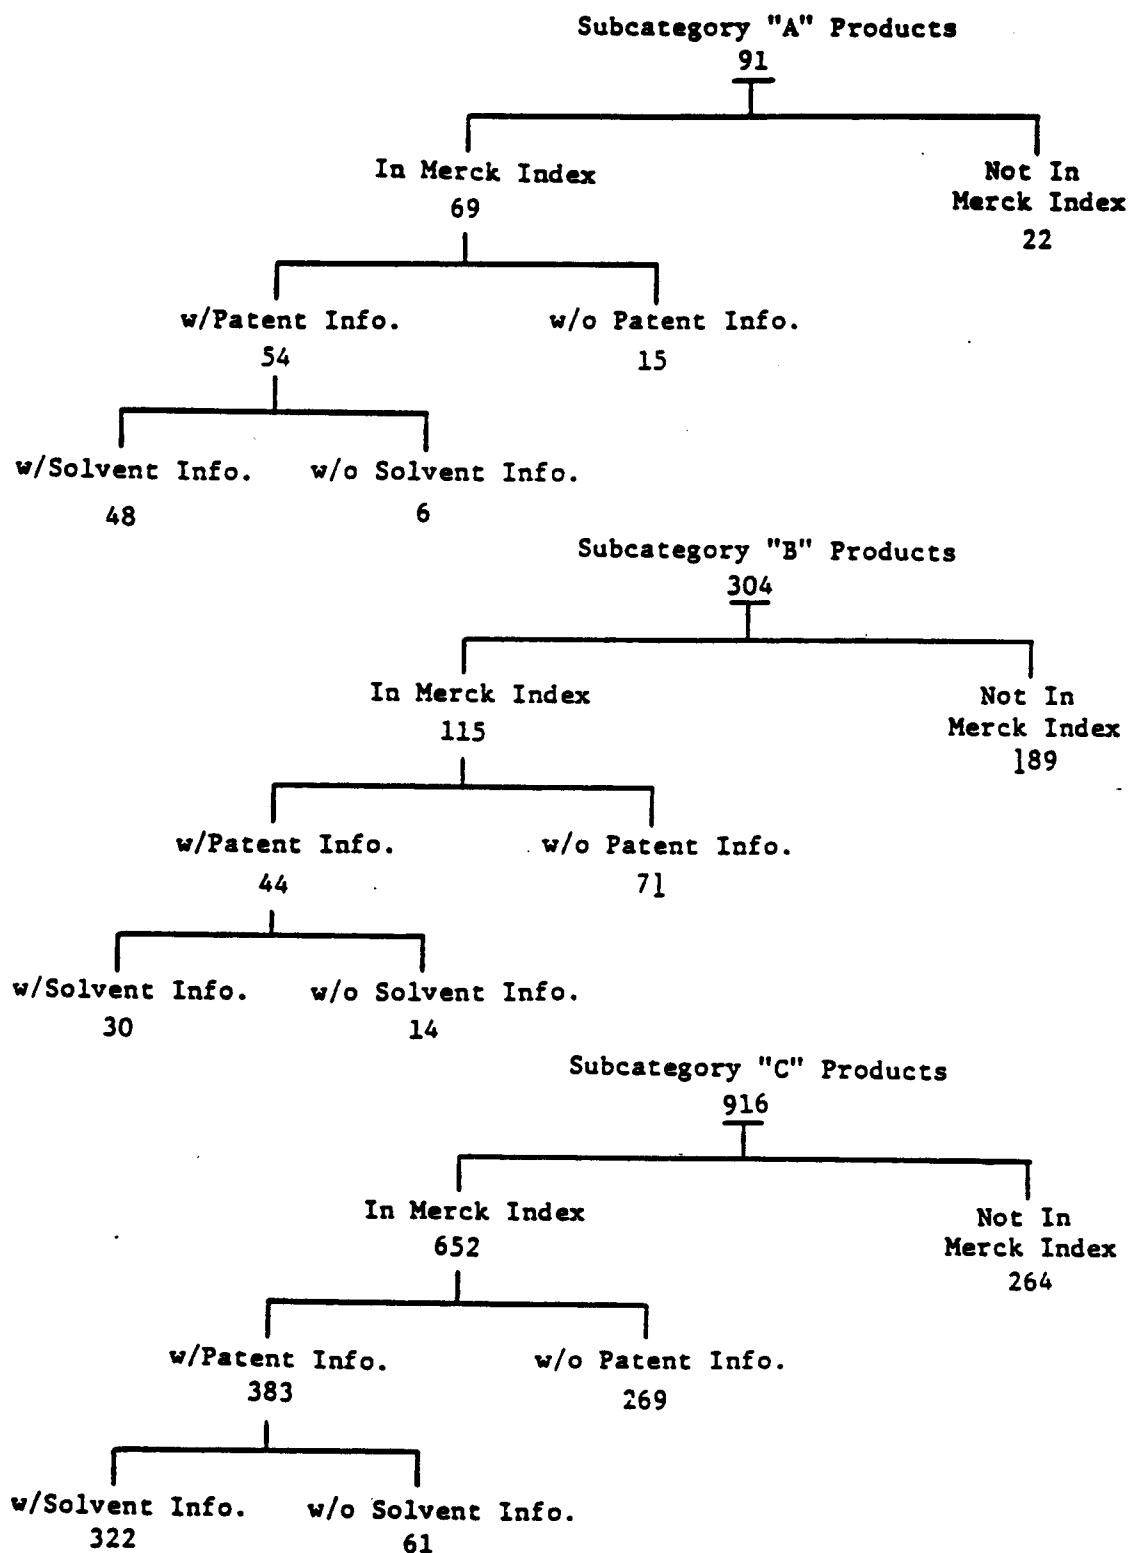 Subcategory "A" Products
91
In Merck Index
69
Not In
Merck Index
22
w/Patent Info.
54
w/o Patent Info.
15
w/Solvent Info.
48
w/o Solvent Info.
6
Subcategory "B" Products
304
In Merck Index
115
Not In
Merck Index
189
w/Patent Info.
44
w/o Patent Info.
71
w/Solvent Info.
30
w/o Solvent Info.
14
Subcategory "C" Products
916
In Merck Index
652
Not In
Merck Index
264
w/Patent Info.
383
w/o Patent Info.
269
w/Solvent Info.
322
w/o Solvent Info.
61